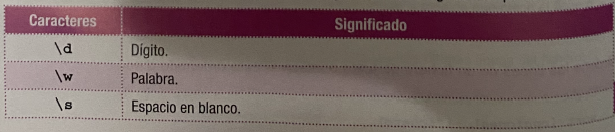 Caracteres Significado
\d Dígito.
\w Palabra.
\s Espacio en blanco.